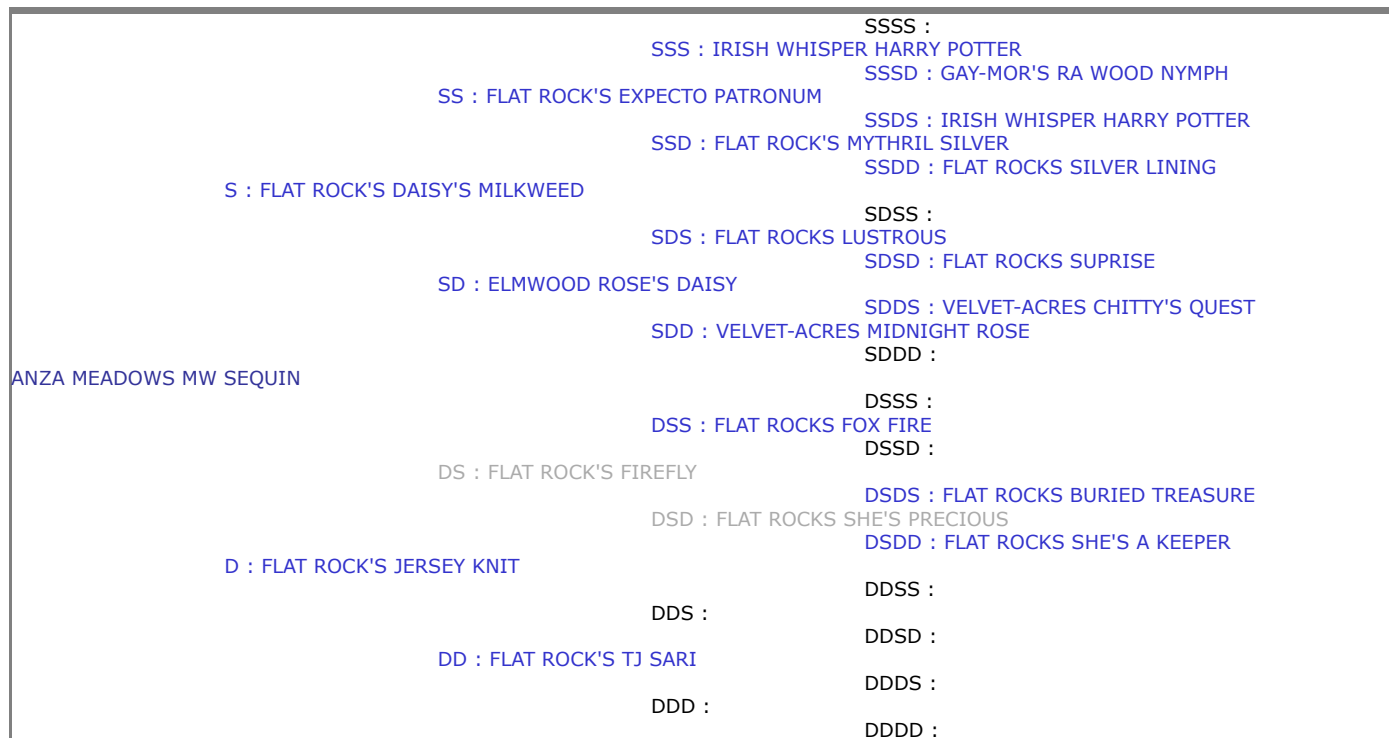 SSSS :
SSS : IRISH WHISPER HARRY POTTER
SSSD : GAY-MOR'S RA WOOD NYMPH
SS : FLAT ROCK'S EXPECTO PATRONUM
SSDS : IRISH WHISPER HARRY POTTER
SSD : FLAT ROCK'S MYTHRIL SILVER
SSDD : FLAT ROCKS SILVER LINING
S : FLAT ROCK'S DAISY'S MILKWEED
SDSS :
SDS : FLAT ROCKS LUSTROUS
SDSD : FLAT ROCKS SUPRISE
SD : ELMWOOD ROSE'S DAISY
SDDS : VELVET-ACRES CHITTY'S QUEST
SDD : VELVET-ACRES MIDNIGHT ROSE
SDDD :
ANZA MEADOWS MW SEQUIN
DSSS :
DSS : FLAT ROCKS FOX FIRE
DSSD :
DS : FLAT ROCK'S FIREFLY
DSDS : FLAT ROCKS BURIED TREASURE
DSD : FLAT ROCKS SHE'S PRECIOUS
DSDD : FLAT ROCKS SHE'S A KEEPER
D : FLAT ROCK'S JERSEY KNIT
DDSS :
DDS :
DDSD :
DD : FLAT ROCK'S TJ SARI
DDDS :
DDD :
DDDD :